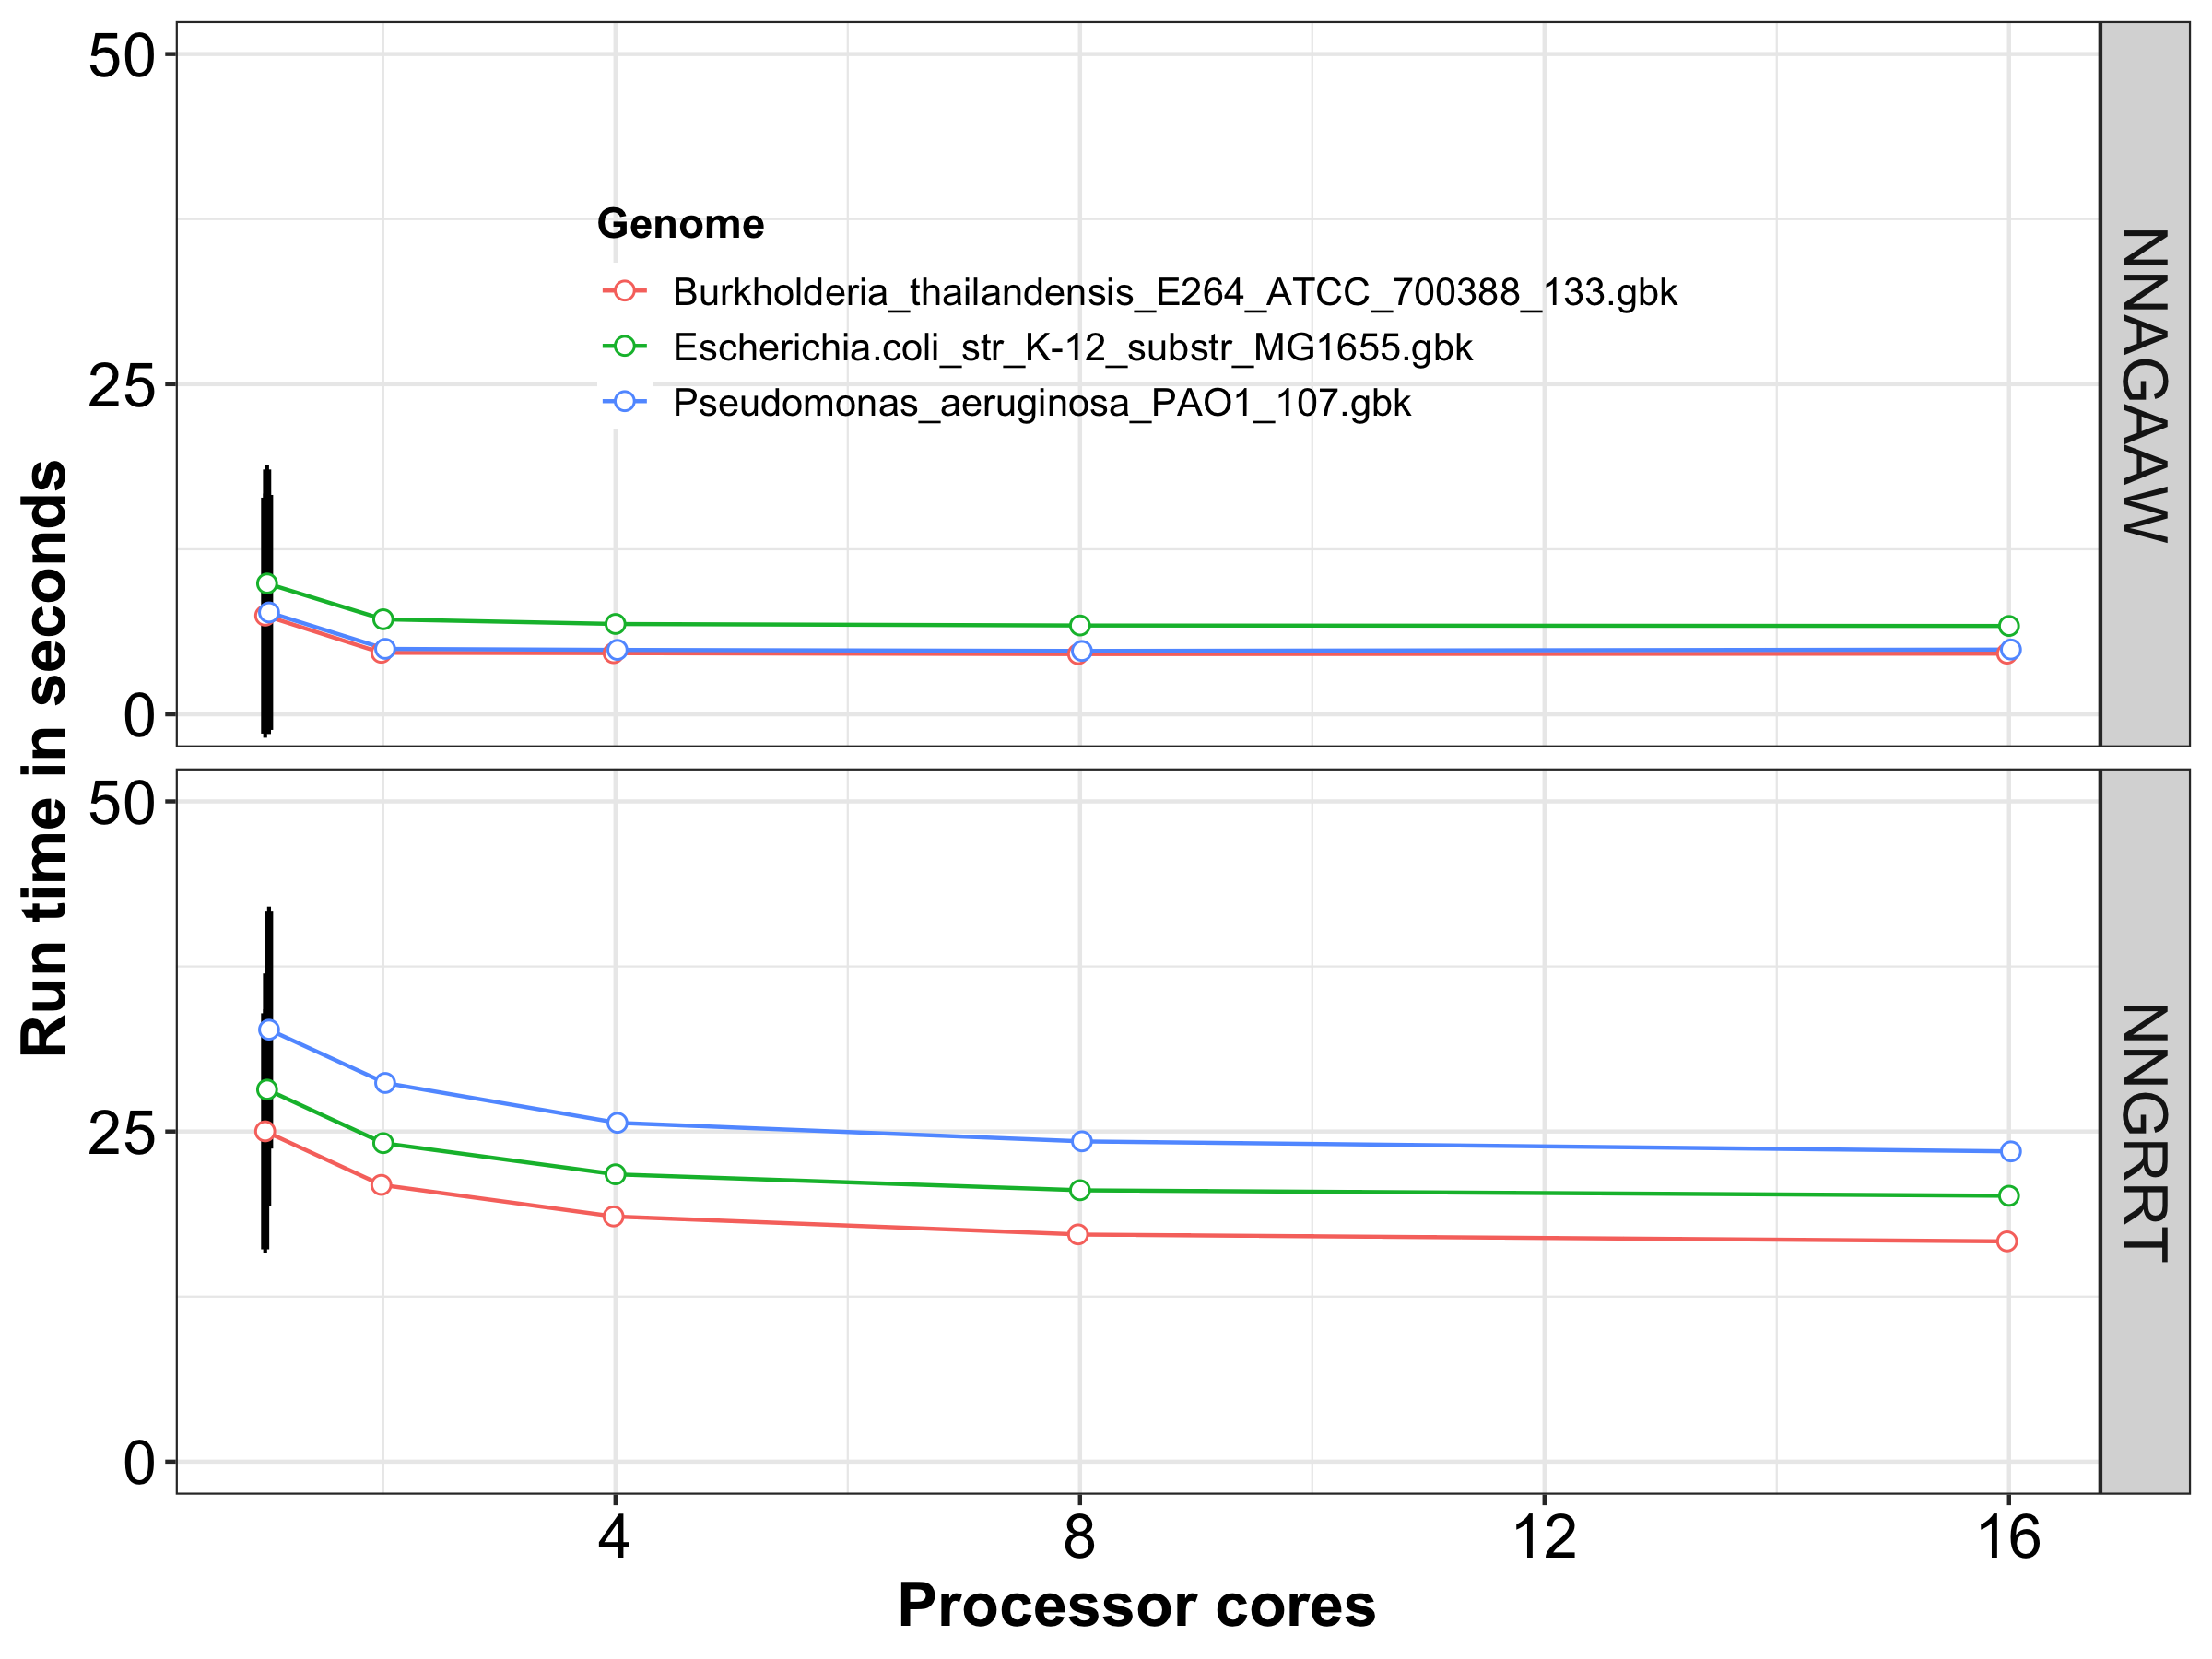 Run time in seconds
50
25
0
Genome
Burkholderia_thailandensis_E264_ATCC_700388_133.gbk
Escherichia.coli_str_K-12_substr_MG1655.gbk
Pseudomonas_aeruginosa_PAO1_107.gbk
NNAGAAW
50
25
0
NNGRRT
4 8 12 16
Processor cores